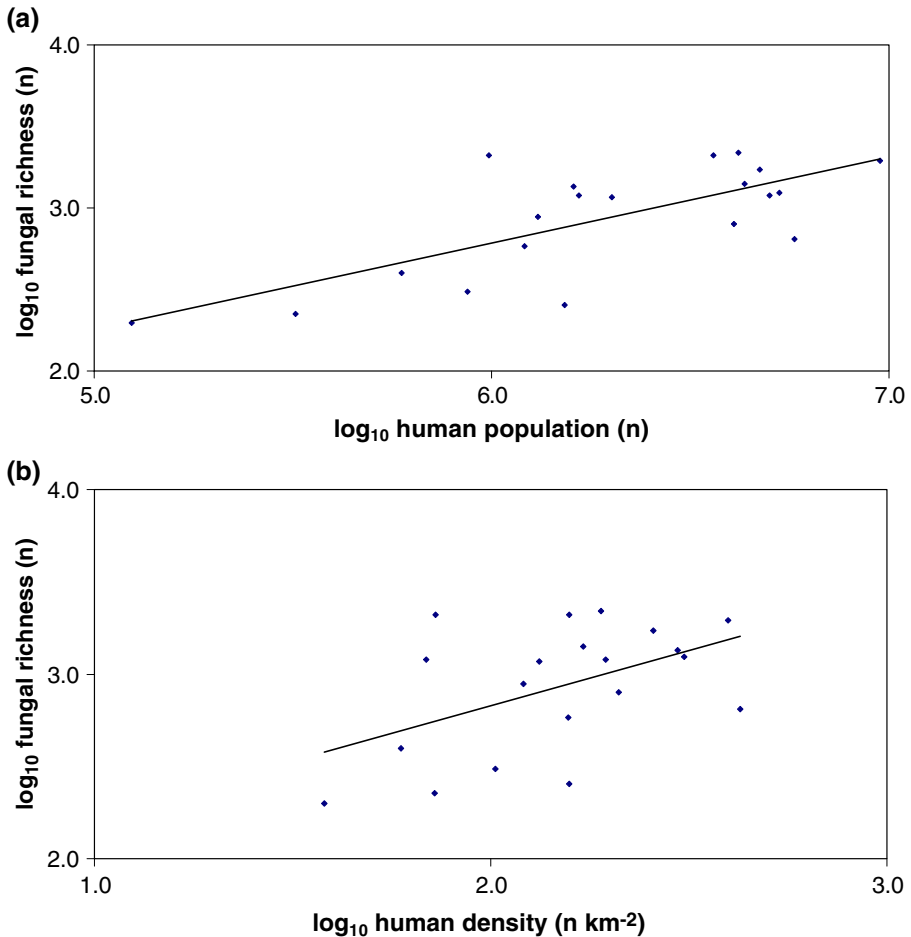 (a)
4.0
3.0
2.0
log₁₀ fungal richness (n)
5.0 6.0 7.0
log₁₀ human population (n)
(b)
4.0
3.0
2.0
log₁₀ fungal richness (n)
1.0 2.0 3.0
log₁₀ human density (n km⁻²)